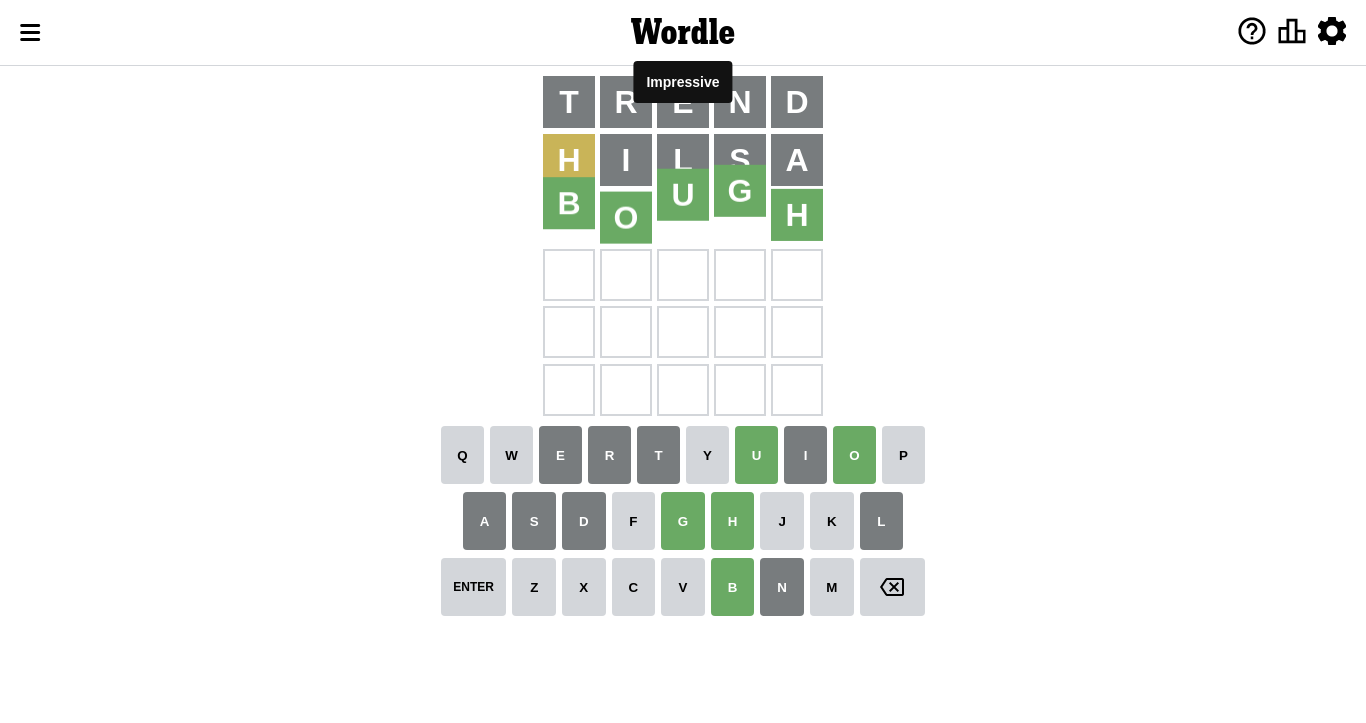 Wordle
Impressive
T R E N D
H I L S A
B O U G H
Q W E R T Y U I O P
A S D F G H J K L
ENTER Z X C V B N M